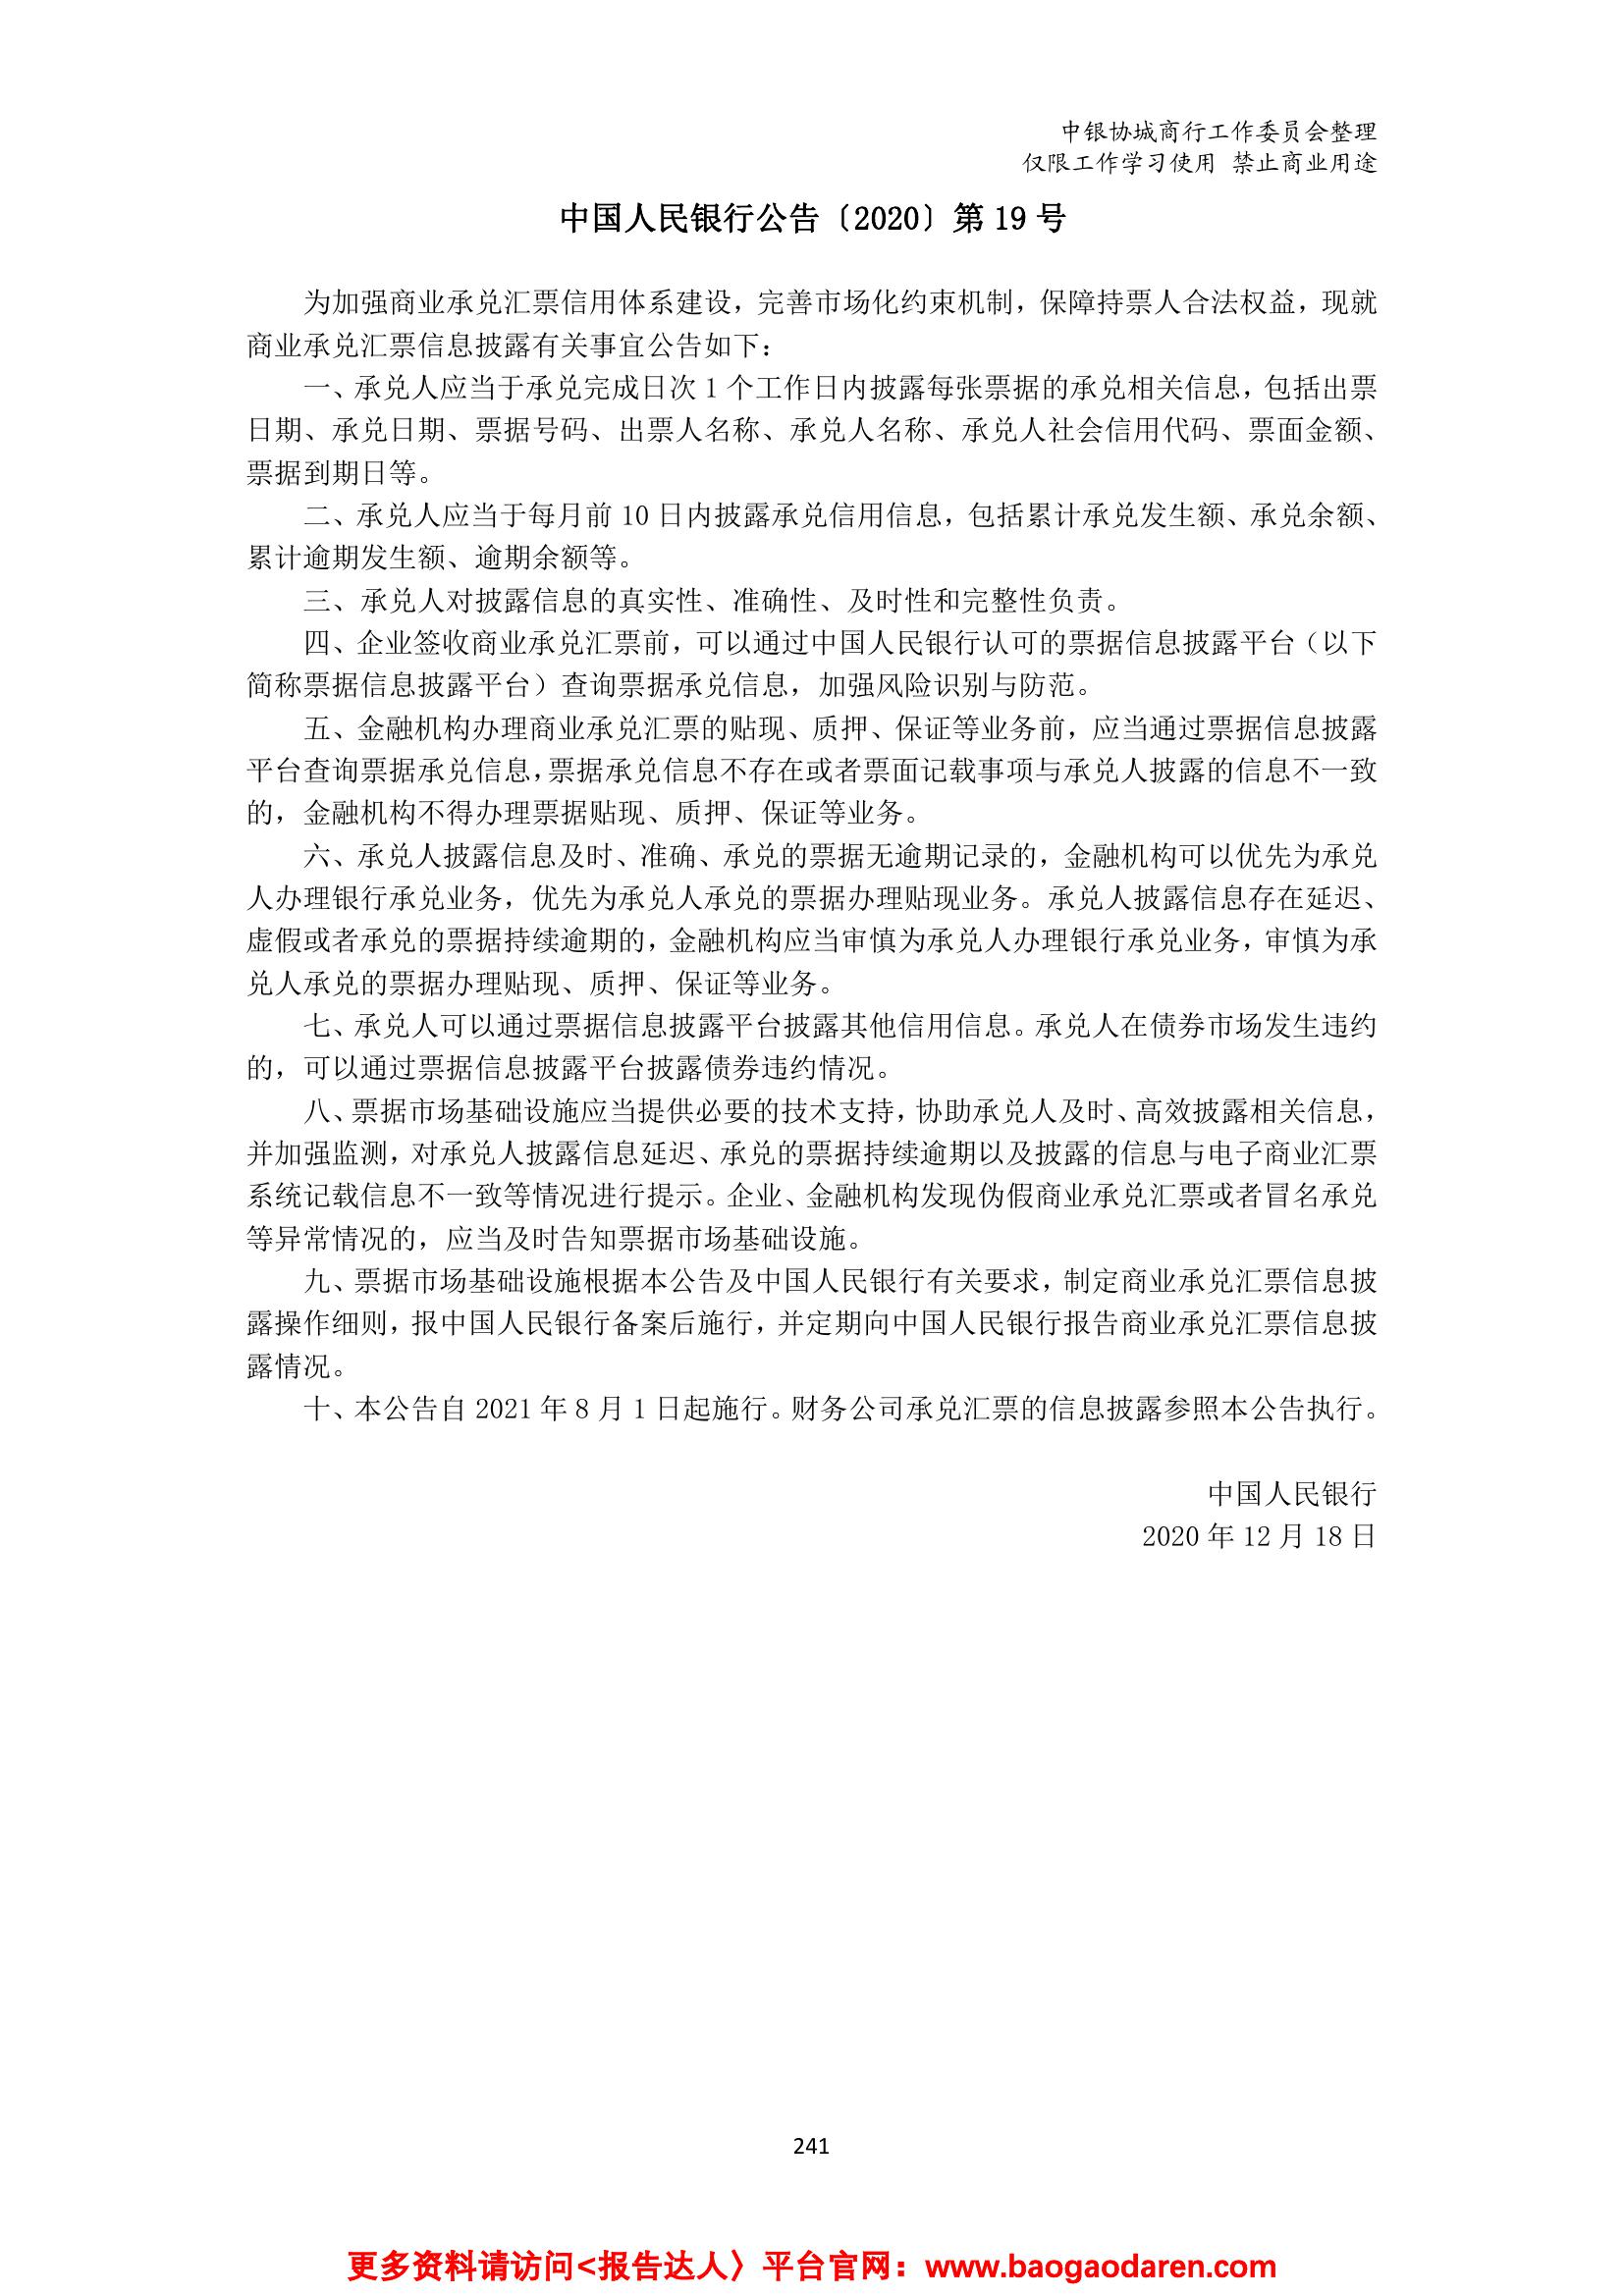 中银协城商行工作委员会整理
仅限工作学习使用 禁止商业用途
中国人民银行公告〔2020〕第 19 号
为加强商业承兑汇票信用体系建设，完善市场化约束机制，保障持票人合法权益，现就
商业承兑汇票信息披露有关事宜公告如下：
一、承兑人应当于承兑完成日次 1 个工作日内披露每张票据的承兑相关信息，包括出票
日期、承兑日期、票据号码、出票人名称、承兑人名称、承兑人社会信用代码、票面金额、
票据到期日等。
二、承兑人应当于每月前 10 日内披露承兑信用信息，包括累计承兑发生额、承兑余额、
累计逾期发生额、逾期余额等。
三、承兑人对披露信息的真实性、准确性、及时性和完整性负责。
四、企业签收商业承兑汇票前，可以通过中国人民银行认可的票据信息披露平台（以下
简称票据信息披露平台）查询票据承兑信息，加强风险识别与防范。
五、金融机构办理商业承兑汇票的贴现、质押、保证等业务前，应当通过票据信息披露
平台查询票据承兑信息，票据承兑信息不存在或者票面记载事项与承兑人披露的信息不一致
的，金融机构不得办理票据贴现、质押、保证等业务。
六、承兑人披露信息及时、准确、承兑的票据无逾期记录的，金融机构可以优先为承兑
人办理银行承兑业务，优先为承兑人承兑的票据办理贴现业务。承兑人披露信息存在延迟、
虚假或者承兑的票据持续逾期的，金融机构应当审慎为承兑人办理银行承兑业务，审慎为承
兑人承兑的票据办理贴现、质押、保证等业务。
七、承兑人可以通过票据信息披露平台披露其他信用信息。承兑人在债券市场发生违约
的，可以通过票据信息披露平台披露债券违约情况。
八、票据市场基础设施应当提供必要的技术支持，协助承兑人及时、高效披露相关信息，
并加强监测，对承兑人披露信息延迟、承兑的票据持续逾期以及披露的信息与电子商业汇票
系统记载信息不一致等情况进行提示。企业、金融机构发现伪假商业承兑汇票或者冒名承兑
等异常情况的，应当及时告知票据市场基础设施。
九、票据市场基础设施根据本公告及中国人民银行有关要求，制定商业承兑汇票信息披
露操作细则，报中国人民银行备案后施行，并定期向中国人民银行报告商业承兑汇票信息披
露情况。
十、本公告自 2021 年 8 月 1 日起施行。财务公司承兑汇票的信息披露参照本公告执行。
中国人民银行
2020 年 12 月 18 日
241
更多资料请访问<报告达人〉平台官网：www.baogaodaren.com